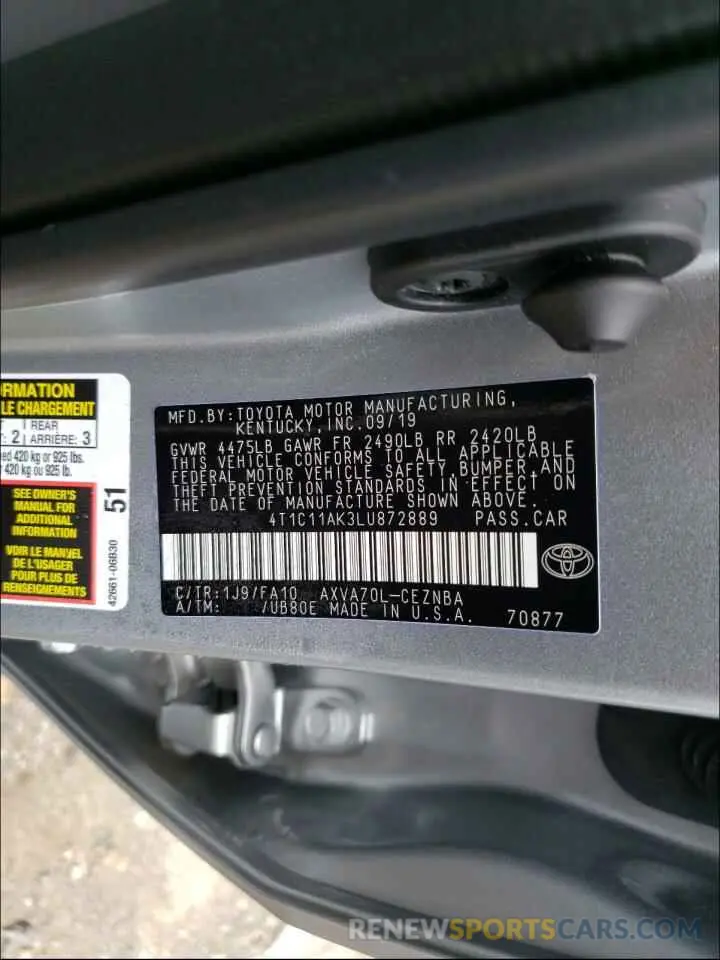 RMATION
LE CHARGEMENT
1 REAR
: 2 ARRIÈRE: 3
ed 420 kg or 925 lbs.
420 kg ou 925 lb.
SEE OWNER'S
MANUAL FOR
ADDITIONAL
INFORMATION
VOIR LE MANUEL
DE L'USAGER
POUR PLUS DE
RENSEIGNEMENTS
51
42661-06B30
MFD.BY:TOYOTA MOTOR MANUFACTURING,
KENTUCKY,INC.09/19
GVWR 4475LB GAWR FR 2490LB RR 2420LB
THIS VEHICLE CONFORMS TO ALL APPLICABLE
FEDERAL MOTOR VEHICLE SAFETY,BUMPER,AND
THEFT PREVENTION STANDARDS IN EFFECT ON
THE DATE OF MANUFACTURE SHOWN ABOVE.
4T1C11AK3LU872889 PASS.CAR
C/TR:1J9/FA10 AXVA70L-CEZNBA
A/TM: /UB80E MADE IN U.S.A. 70877
RENEWSPORTSCARS.COM